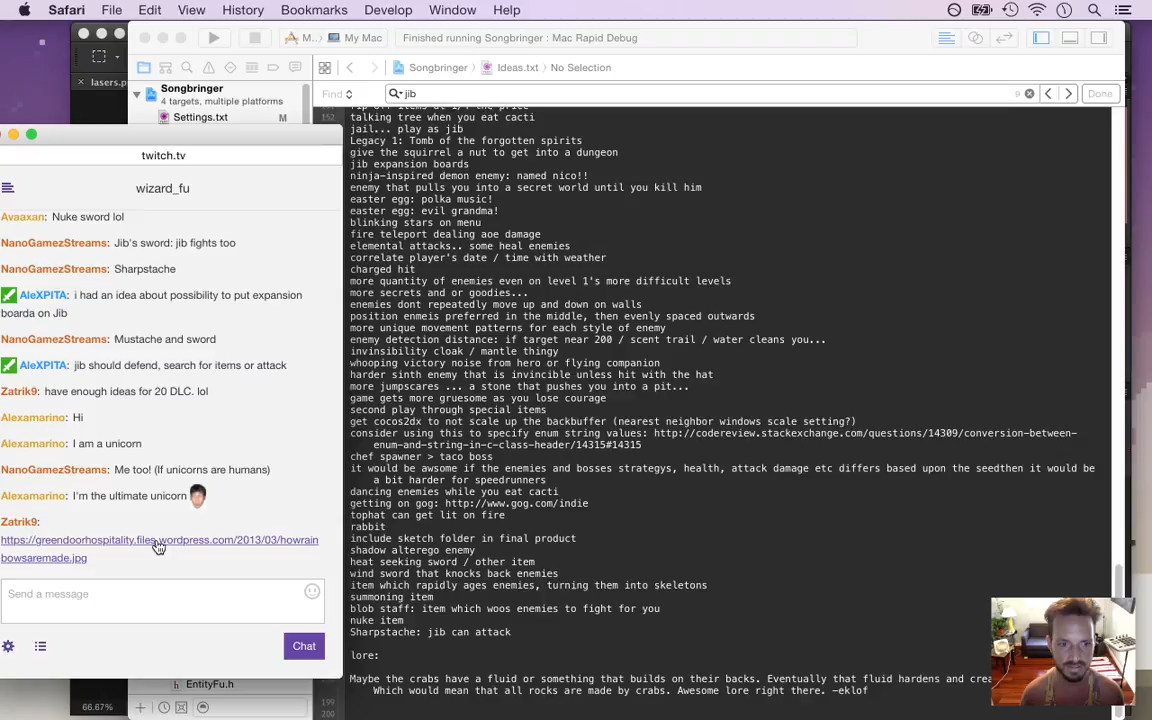 Safari File Edit View History Bookmarks Develop Window Help
M... My Mac
Finished running Songbringer : Mac Rapid Debug
lasers.p
Songbringer
4 targets, multiple platforms
Settings.txt M
Songbringer Ideas.txt No Selection
Find jib 9 Done
152 talking tree when you eat cacti
jail... play as jib
Legacy 1: Tomb of the forgotten spirits
give the squirrel a nut to get into a dungeon
jib expansion boards
ninja-inspired demon enemy: named nico!!
enemy that pulls you into a secret world until you kill him
easter egg: polka music!
easter egg: evil grandma!
blinking stars on menu
fire teleport dealing aoe damage
elemental attacks.. some heal enemies
correlate player's date / time with weather
charged hit
more quantity of enemies even on level 1's more difficult levels
more secrets and or goodies...
enemies dont repeatedly move up and down on walls
position enmeis preferred in the middle, then evenly spaced outwards
more unique movement patterns for each style of enemy
enemy detection distance: if target near 200 / scent trail / water cleans you...
invinsibility cloak / mantle thingy
whooping victory noise from hero or flying companion
harder sinth enemy that is invincible unless hit with the hat
more jumpscares ... a stone that pushes you into a pit...
game gets more gruesome as you lose courage
second play through special items
get cocos2dx to not scale up the backbuffer (nearest neighbor windows scale setting?)
consider using this to specify enum string values: http://codereview.stackexchange.com/questions/14309/conversion-between-
enum-and-string-in-c-class-header/14315#14315
chef spawner > taco boss
it would be awsome if the enemies and bosses strategys, health, attack damage etc differs based upon the seedthen it would be
a bit harder for speedrunners
dancing enemies while you eat cacti
getting on gog: http://www.gog.com/indie
tophat can get lit on fire
rabbit
include sketch folder in final product
shadow alterego enemy
heat seeking sword / other item
wind sword that knocks back enemies
item which rapidly ages enemies, turning them into skeletons
summoning item
blob staff: item which woos enemies to fight for you
nuke item
Sharpstache: jib can attack
lore:
Maybe the crabs have a fluid or something that builds on their backs. Eventually that fluid hardens and
Which would mean that all rocks are made by crabs. Awesome lore right there. -eklof
199
200
twitch.tv
wizard_fu
Avaaxan: Nuke sword lol
NanoGamezStreams: Jib's sword: jib fights too
NanoGamezStreams: Sharpstache
AleXPITA: i had an idea about possibility to put expansion
boarda on Jib
NanoGamezStreams: Mustache and sword
AleXPITA: jib should defend, search for items or attack
Zatrik9: have enough ideas for 20 DLC. lol
Alexamarino: Hi
Alexamarino: I am a unicorn
NanoGamezStreams: Me too! (If unicorns are humans)
Alexamarino: I'm the ultimate unicorn
Zatrik9:
https://greendoorhospitality.files.wordpress.com/2013/03/howrain
bowsaremade.jpg
Send a message
Chat
EntityFu.h
66.67%